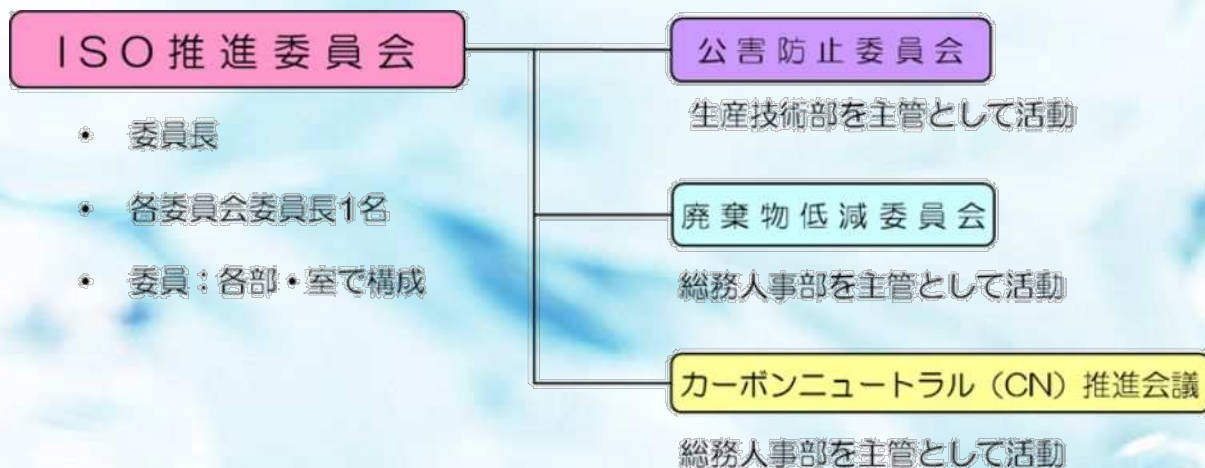 ISO推進委員会
• 委員長
• 各委員会委員長1名
• 委員：各部・室で構成
公害防止委員会
生産技術部を主管として活動
廃棄物低減委員会
総務人事部を主管として活動
カーボンニュートラル（CN）推進会議
総務人事部を主管として活動